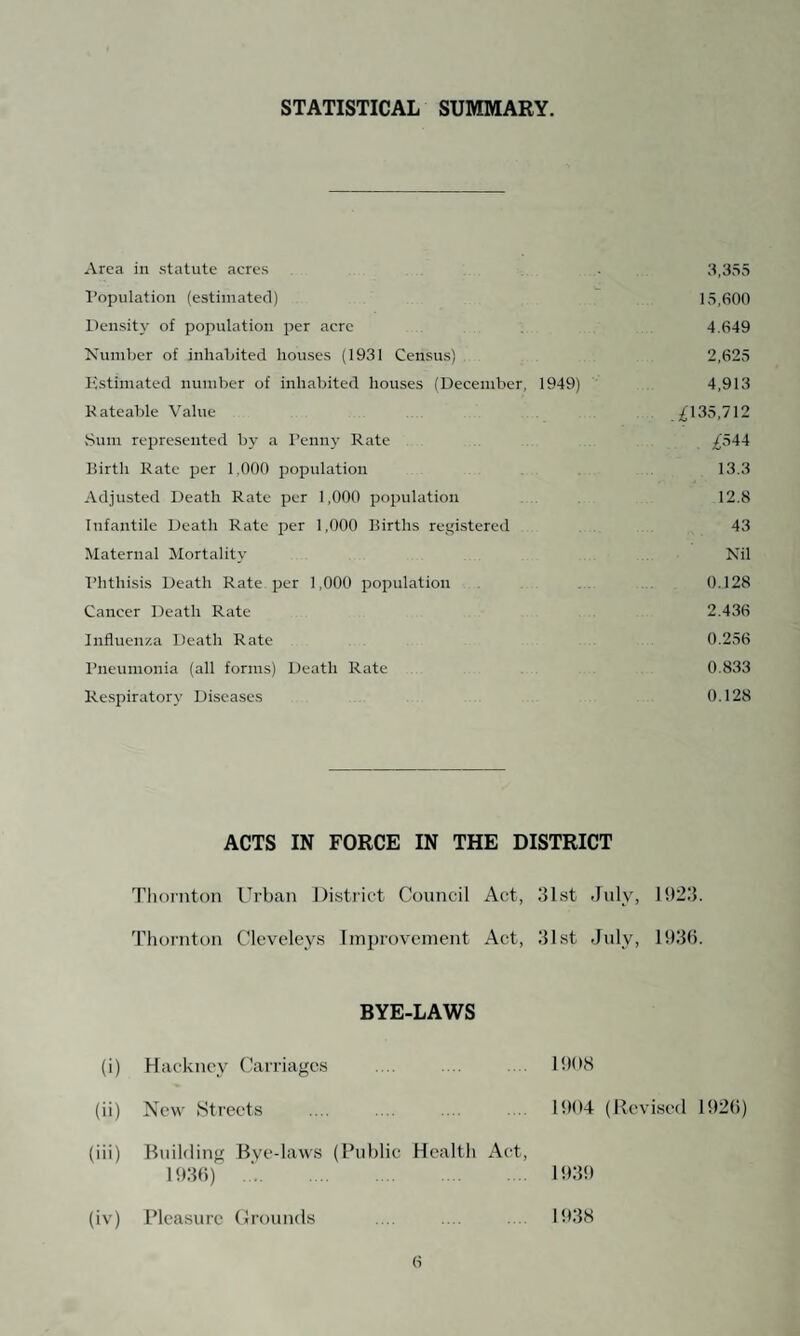 STATISTICAL SUMMARY.
Area in statute acres 3,355
Population (estimated) 15,600
Density of population per acre 4.649
Number of inhabited houses (1931 Census) 2,625
Estimated number of inhabited houses (December, 1949) 4,913
Rateable Value £135,712
Sum represented by a Penny Rate £544
Birth Rate per 1,000 population 13.3
Adjusted Death Rate per 1,000 population 12.8
Infantile Death Rate per 1,000 Births registered 43
Maternal Mortality Nil
Phthisis Death Rate per 1,000 population 0.128
Cancer Death Rate 2.436
Influenza Death Rate 0.256
Pneumonia (all forms) Death Rate 0.833
Respiratory Diseases 0.128
ACTS IN FORCE IN THE DISTRICT
Thornton Urban District Council Act, 31st July, 1923.
Thornton Cleveleys Improvement Act, 31st July, 1936.
BYE-LAWS
(i) Hackney Carriages .... .... .... 1908
(ii) New Streets .... .... .... .... 1904 (Revised 1926)
(iii) Building Bye-laws (Public Health Act,
1936) .... .... .... .... .... 1939
(iv) Pleasure Grounds .... .... .... 1938
6